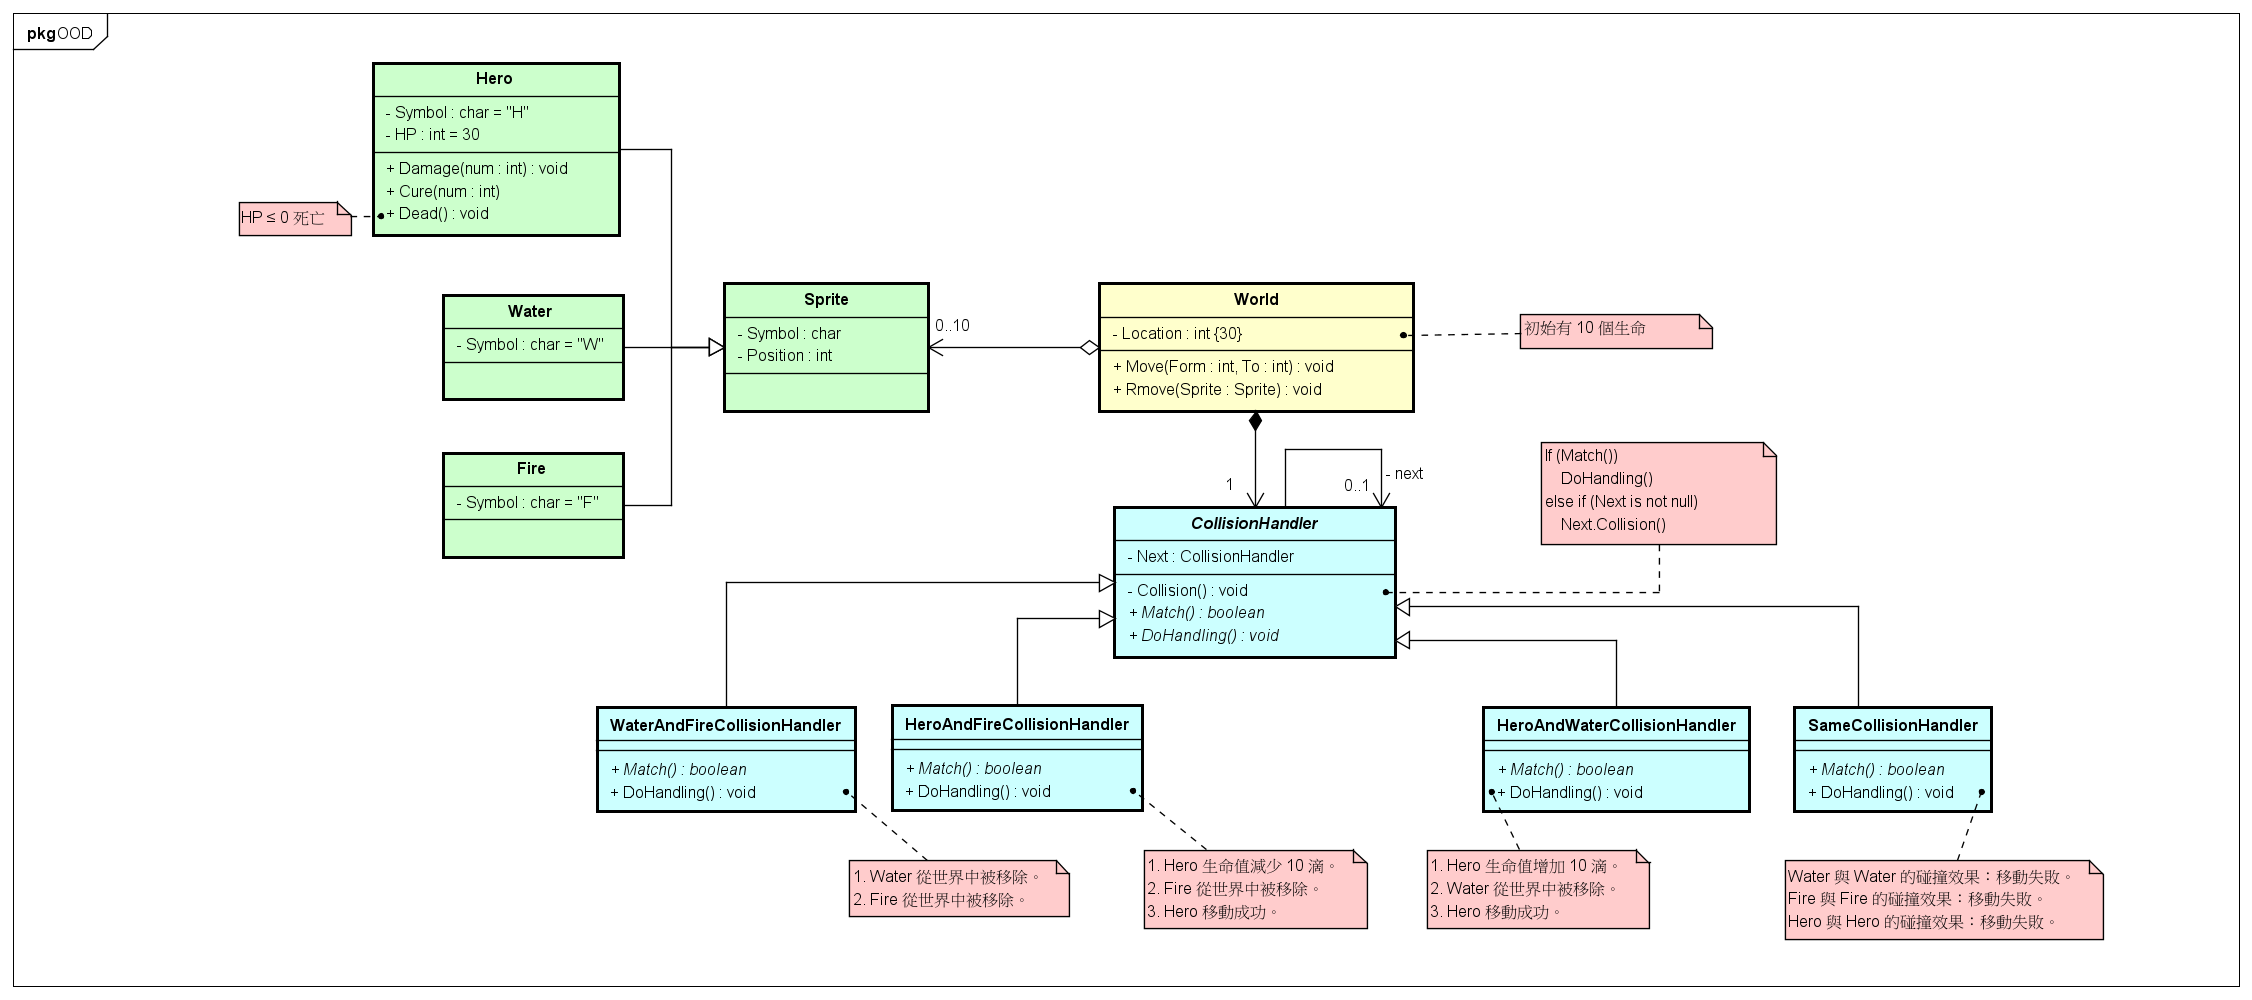 pkg OOD
Hero
- Symbol : char = "H"
- HP : int = 30
+ Damage(num : int) : void
+ Cure(num : int)
+ Dead() : void
HP ≤ 0 死亡
Water
- Symbol : char = "W"
Fire
- Symbol : char = "F"
Sprite
- Symbol : char
- Position : int
0..10
World
- Location : int {30}
+ Move(Form : int, To : int) : void
+ Rmove(Sprite : Sprite) : void
初始有 10 個生命
1
0..1
- next
CollisionHandler
- Next : CollisionHandler
- Collision() : void
+ Match() : boolean
+ DoHandling() : void
If (Match())
DoHandling()
else if (Next is not null)
Next.Collision()
WaterAndFireCollisionHandler
+ Match() : boolean
+ DoHandling() : void
1. Water 從世界中被移除。
2. Fire 從世界中被移除。
HeroAndFireCollisionHandler
+ Match() : boolean
+ DoHandling() : void
1. Hero 生命值減少 10 滴。
2. Fire 從世界中被移除。
3. Hero 移動成功。
HeroAndWaterCollisionHandler
+ Match() : boolean
+ DoHandling() : void
1. Hero 生命值增加 10 滴。
2. Water 從世界中被移除。
3. Hero 移動成功。
SameCollisionHandler
+ Match() : boolean
+ DoHandling() : void
Water 與 Water 的碰撞效果：移動失敗。
Fire 與 Fire 的碰撞效果：移動失敗。
Hero 與 Hero 的碰撞效果：移動失敗。